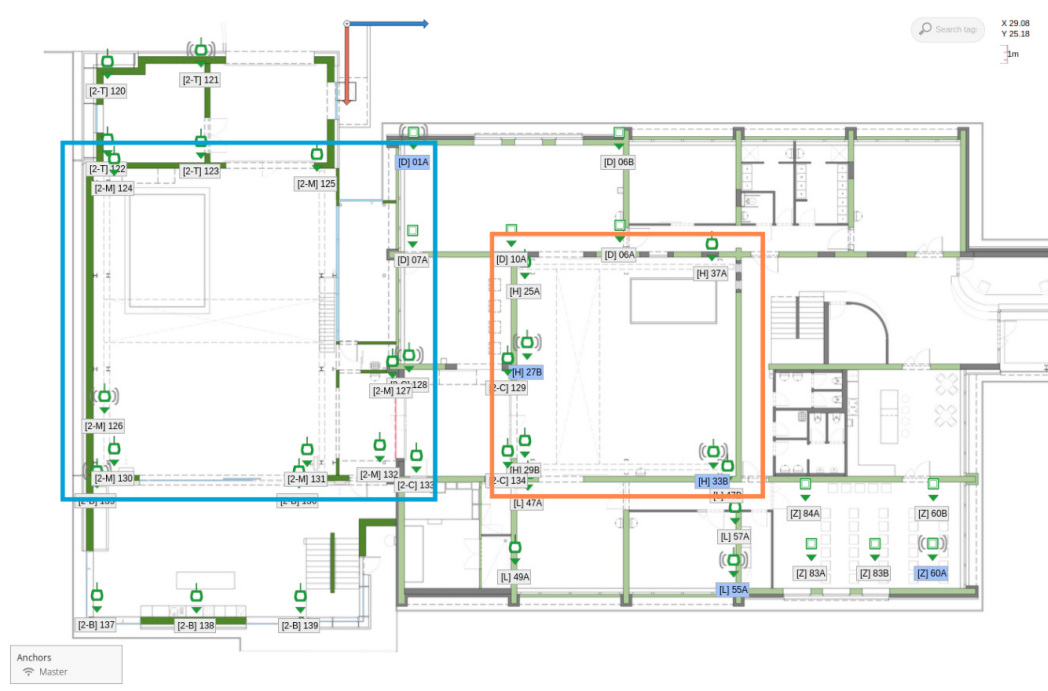 Search tag
X 29.08
Y 25.18
1m
[2-T] 120
[2-T] 121
[2-T] 122
[2-T] 123
[2-M] 124
[2-M] 125
[D] 01A
[D] 06B
[D] 07A
[D] 10A
[D] 06A
[H] 37A
[H] 25A
[H] 27B
128
[2-M] 127
[2-C] 129
[2-M] 126
[H] 29B
[2-M] 130
[2-M] 131
[2-M] 132
[2-C] 133
[2-C] 134
[H] 33B
[L] 47A
[Z] 84A
[Z] 60B
[L] 57A
[L] 49A
[Z] 83A
[Z] 83B
[Z] 60A
[L] 55A
[2-B] 137
[2-B] 138
[2-B] 139
Anchors
Master